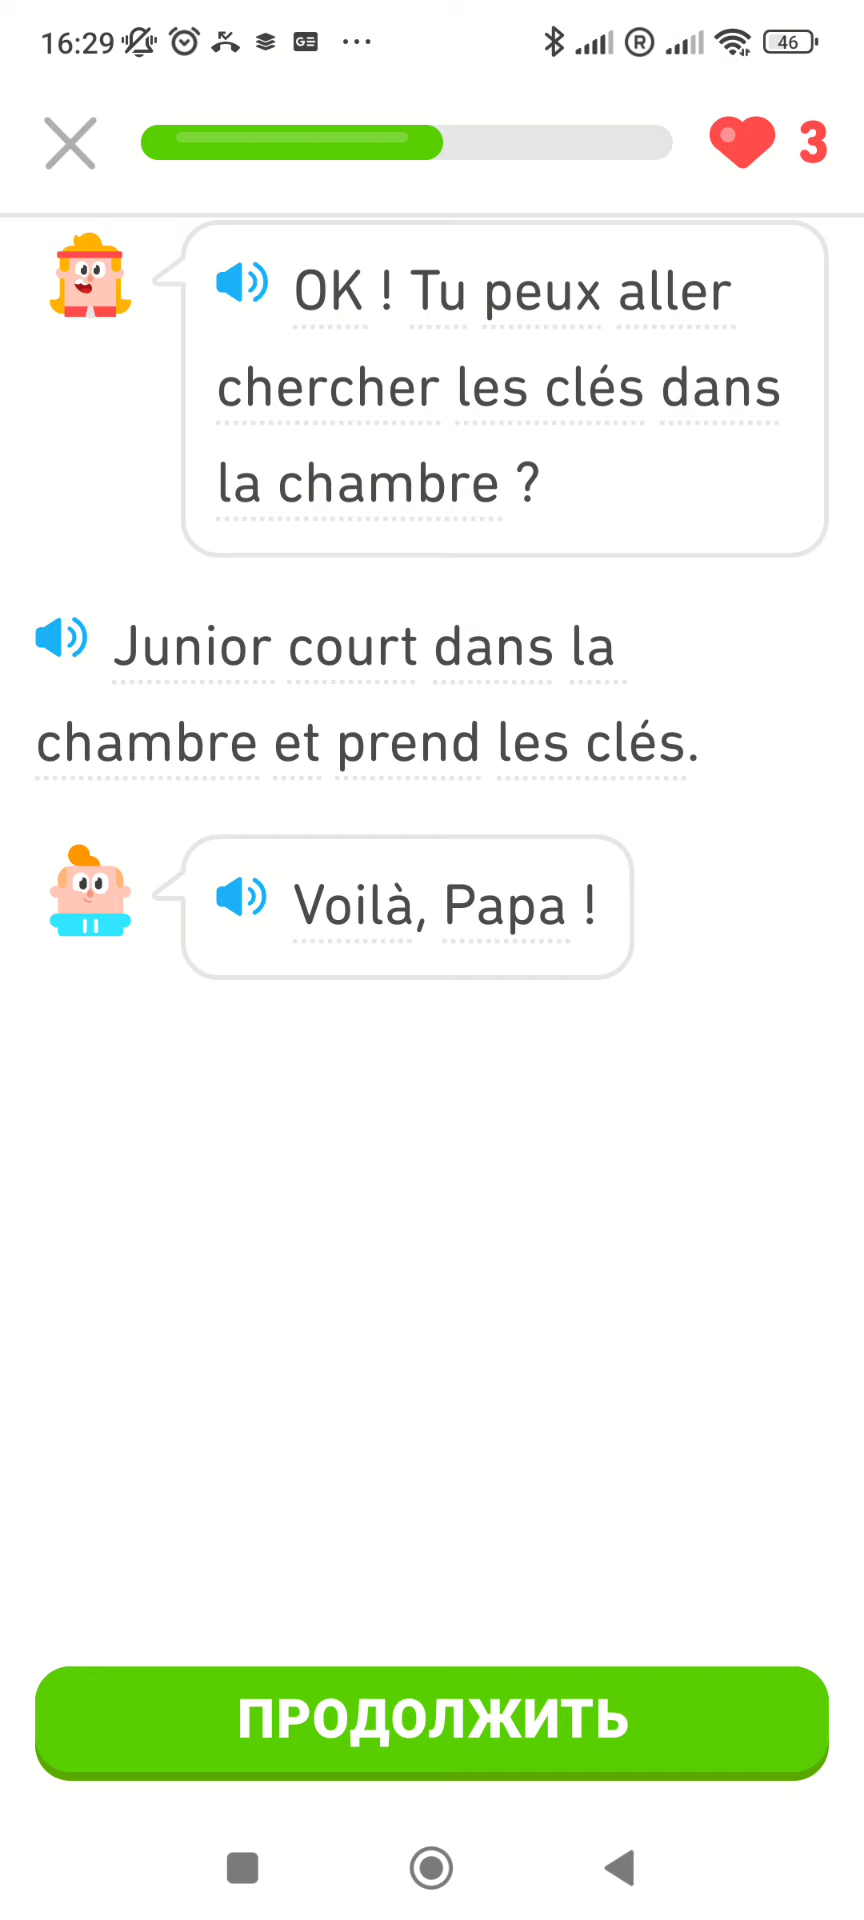 16:29 GE ... R 46
3
OK ! Tu peux aller
chercher les clés dans
la chambre ?
Junior court dans la
chambre et prend les clés.
Voilà, Papa !
ПРОДОЛЖИТЬ